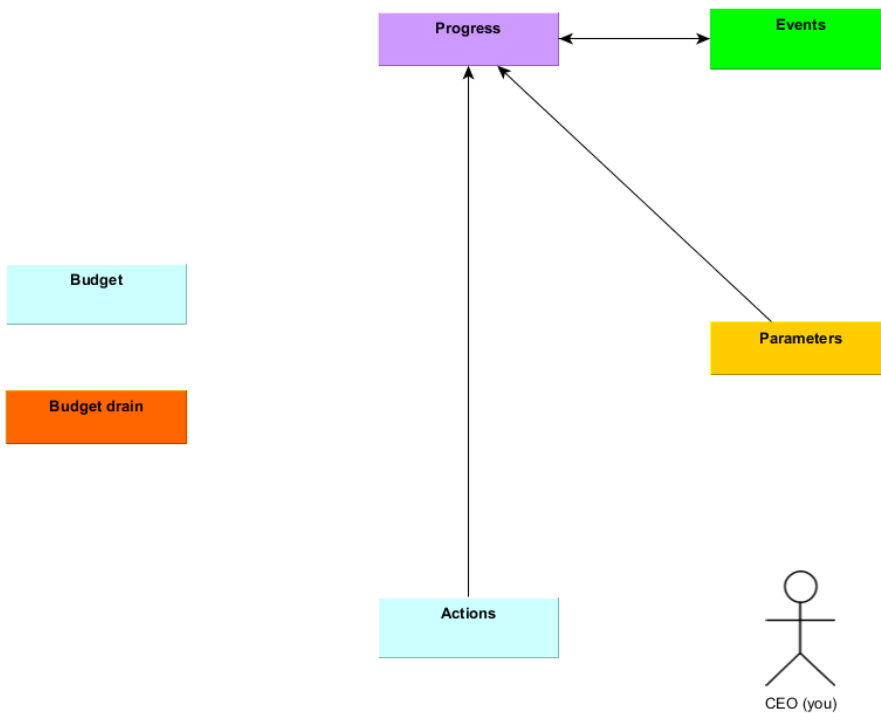 Progress
Events
Budget
Parameters
Budget drain
Actions
CEO (you)